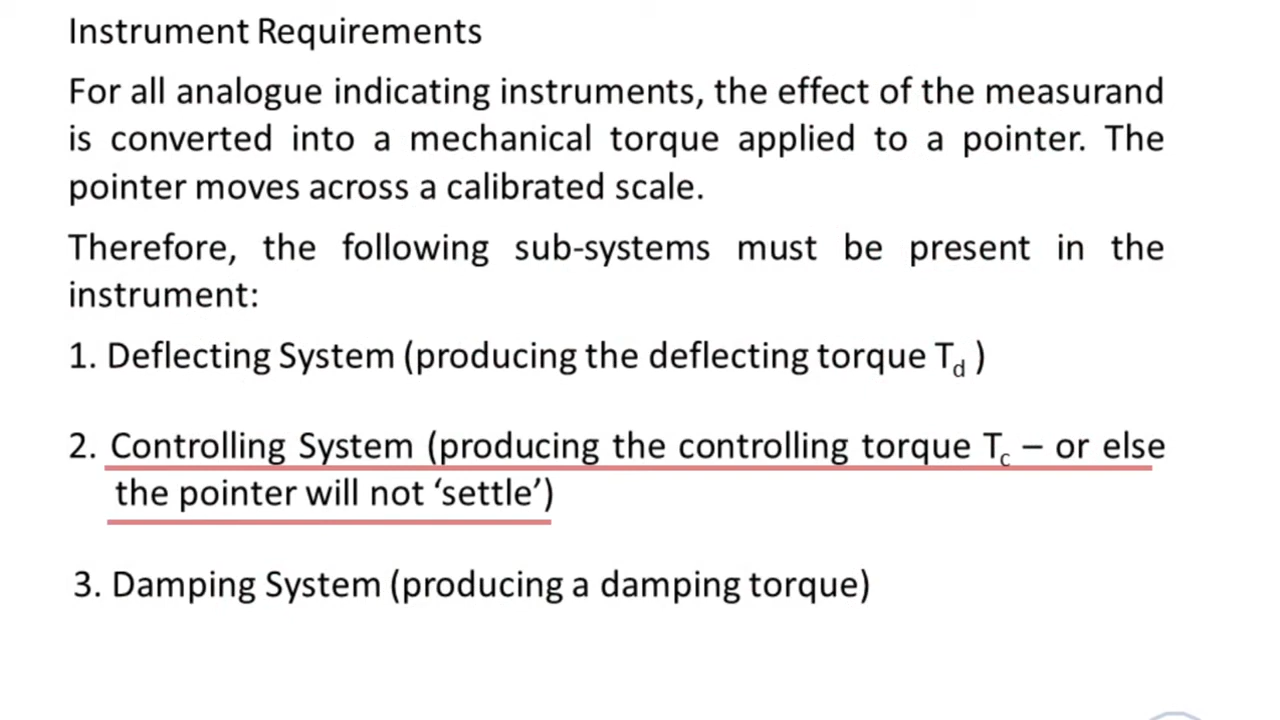 Instrument Requirements
For all analogue indicating instruments, the effect of the measurand
is converted into a mechanical torque applied to a pointer. The
pointer moves across a calibrated scale.
Therefore, the following sub-systems must be present in the
instrument:
1. Deflecting System (producing the deflecting torque Td )
2. Controlling System (producing the controlling torque Tc – or else
the pointer will not ‘settle’)
3. Damping System (producing a damping torque)